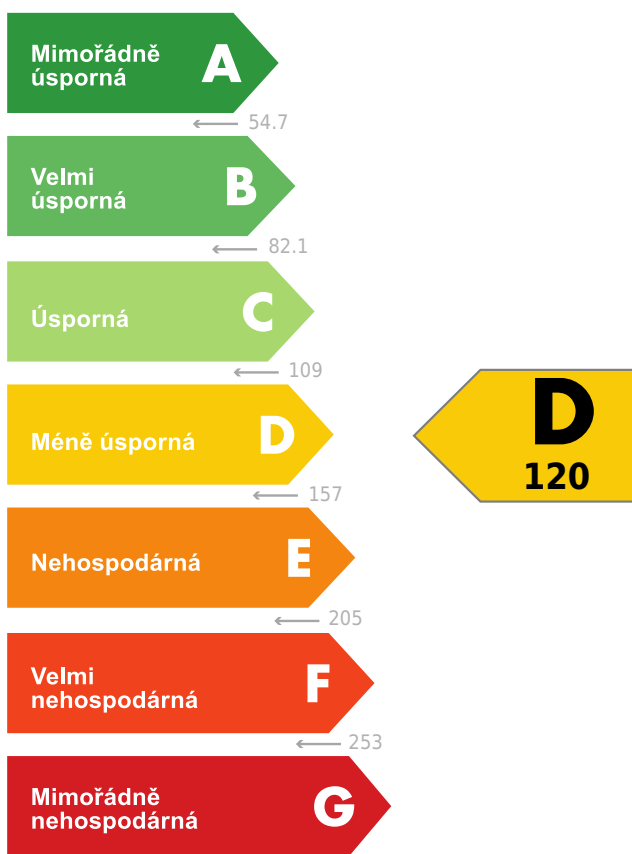 Mimořádně
úsporná
A
54.7
Velmi
úsporná
B
82.1
Úsporná
C
109
Méně úsporná
D
D
120
157
Nehospodárná
E
205
Velmi
nehospodárná
F
253
Mimořádně
nehospodárná
G